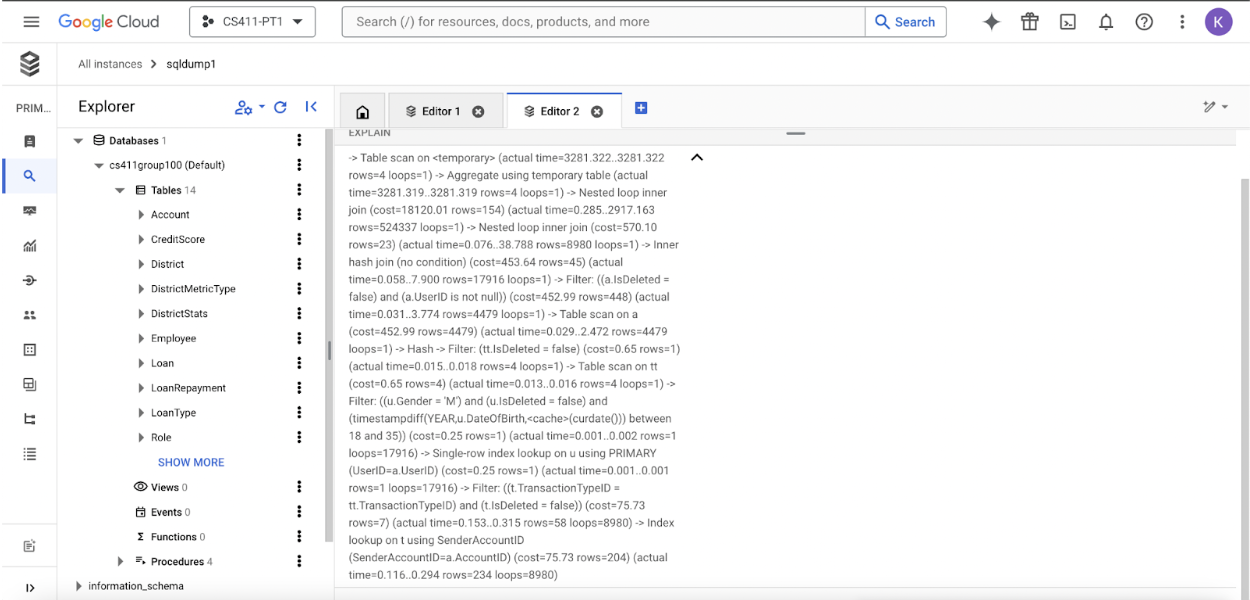 Google Cloud
CS411-PT1
Search (/) for resources, docs, products, and more
Search
K
All instances
sqldump1
PRIM...
Explorer
Editor 1
Editor 2
Databases 1
cs411group100 (Default)
Tables 14
Account
CreditScore
District
DistrictMetricType
DistrictStats
Employee
Loan
LoanRepayment
LoanType
Role
SHOW MORE
Views 0
Events 0
Functions 0
Procedures 4
information_schema
EXPLAIN
-> Table scan on <temporary> (actual time=3281.322..3281.322
rows=4 loops=1) -> Aggregate using temporary table (actual
time=3281.319..3281.319 rows=4 loops=1) -> Nested loop inner
join (cost=18120.01 rows=154) (actual time=0.285..2917.163
rows=524337 loops=1) -> Nested loop inner join (cost=570.10
rows=23) (actual time=0.076..38.788 rows=8980 loops=1) -> Inner
hash join (no condition) (cost=453.64 rows=45) (actual
time=0.058..7.900 rows=17916 loops=1) -> Filter: ((a.IsDeleted =
false) and (a.UserID is not null)) (cost=452.99 rows=448) (actual
time=0.031..3.774 rows=4479 loops=1) -> Table scan on a
(cost=452.99 rows=4479) (actual time=0.029..2.472 rows=4479
loops=1) -> Hash -> Filter: (tt.IsDeleted = false) (cost=0.65 rows=1)
(actual time=0.015..0.018 rows=4 loops=1) -> Table scan on tt
(cost=0.65 rows=4) (actual time=0.013..0.016 rows=4 loops=1) ->
Filter: ((u.Gender = 'M') and (u.IsDeleted = false) and
(timestampdiff(YEAR,u.DateOfBirth,<cache>(curdate())) between
18 and 35)) (cost=0.25 rows=1) (actual time=0.001..0.002 rows=1
loops=17916) -> Single-row index lookup on u using PRIMARY
(UserID=a.UserID) (cost=0.25 rows=1) (actual time=0.001..0.001
rows=1 loops=17916) -> Filter: ((t.TransactionTypeID =
tt.TransactionTypeID) and (t.IsDeleted = false)) (cost=75.73
rows=7) (actual time=0.153..0.315 rows=58 loops=8980) -> Index
lookup on t using SenderAccountID
(SenderAccountID=a.AccountID) (cost=75.73 rows=204) (actual
time=0.116..0.294 rows=234 loops=8980)